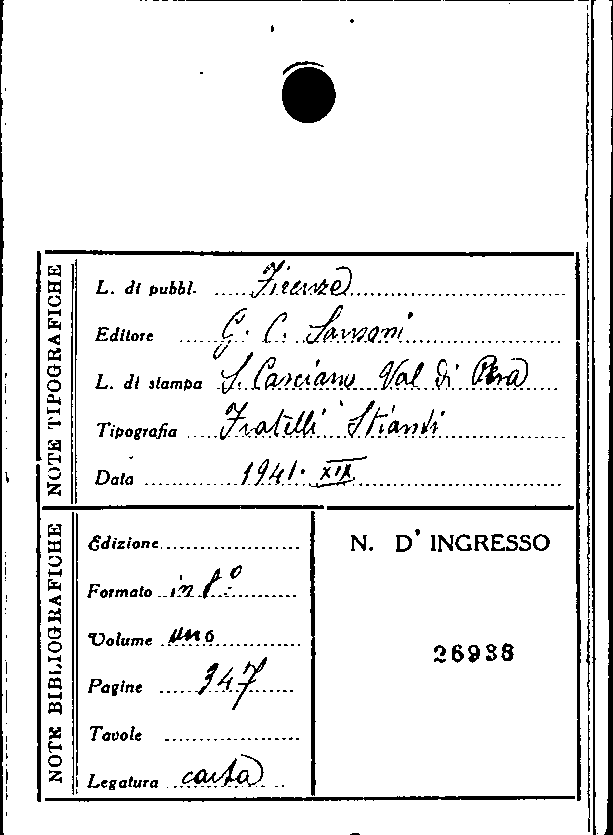 NOTE TIPOGRAFICHE
L. di pubbl. Firenze
Editore G. C. Sansoni
L. di stampa S. Casciano Val di Pesa
Tipografia Fratelli Stianti
Data 1941. XIX
NOTE BIBLIOGRAFICHE
Edizione
Formato in 8º
Volume uno
Pagine 347
Tavole
Legatura carta
N. D' INGRESSO
26938